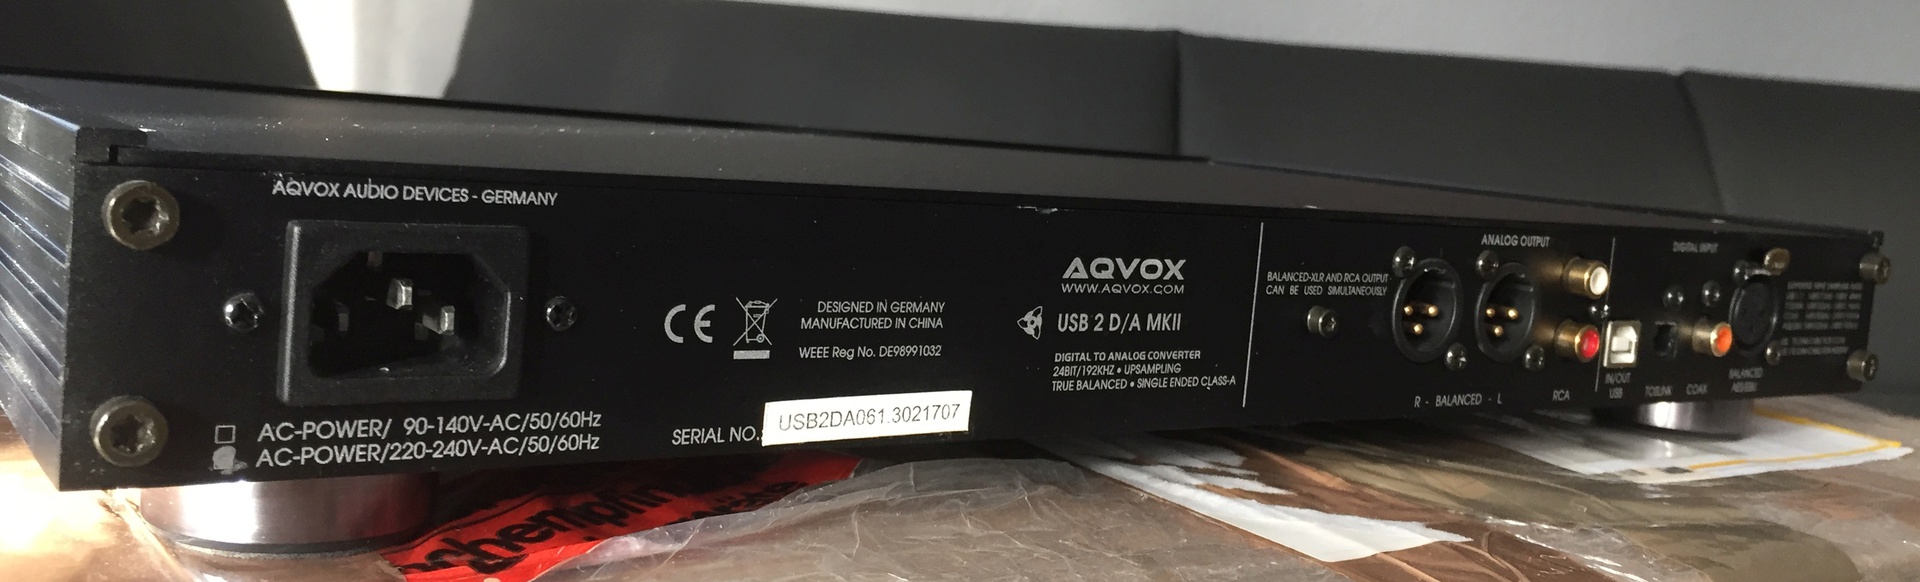 AQVOX AUDIO DEVICES - GERMANY
AC-POWER/ 90-140V-AC/50/60Hz
AC-POWER/220-240V-AC/50/60Hz
CE
DESIGNED IN GERMANY
MANUFACTURED IN CHINA
WEEE Reg No. DE98991032
SERIAL NO.:
USB2DA061.3021707
AQVOX
WWW.AQVOX.COM
USB 2 D/A MKII
DIGITAL TO ANALOG CONVERTER
24BIT/192KHZ • UPSAMPLING
TRUE BALANCED • SINGLE ENDED CLASS-A
BALANCED-XLR AND RCA OUTPUT
CAN BE USED SIMULTANEOUSLY
ANALOG OUTPUT
R - BALANCED - L
RCA
DIGITAL INPUT
IN/OUT
USB
TOSLINK
COAX
BALANCED
AES/EBU